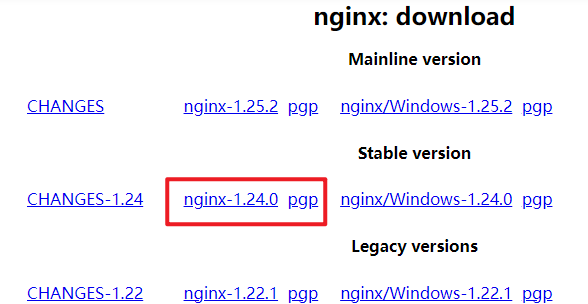 nginx: download
Mainline version
CHANGES nginx-1.25.2 pgp nginx/Windows-1.25.2 pgp
Stable version
CHANGES-1.24 nginx-1.24.0 pgp nginx/Windows-1.24.0 pgp
Legacy versions
CHANGES-1.22 nginx-1.22.1 pgp nginx/Windows-1.22.1 pgp